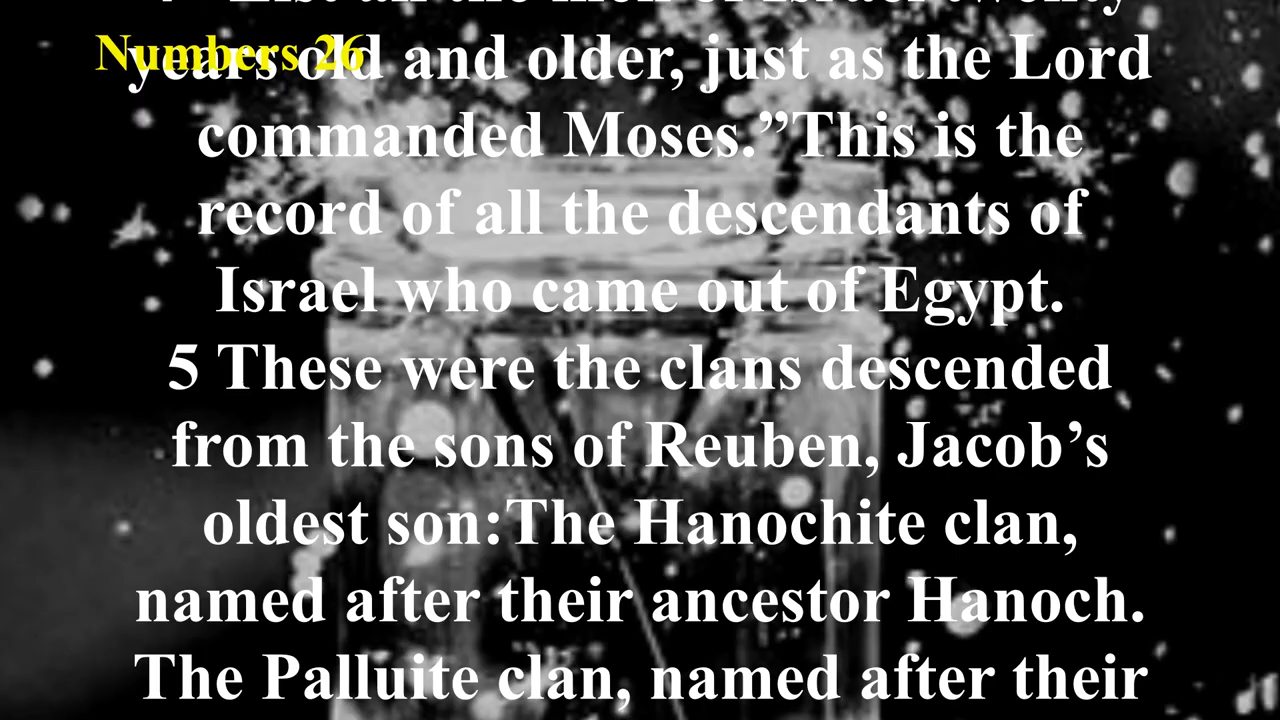 Numbers 26
years old and older, just as the Lord
commanded Moses.”This is the
record of all the descendants of
Israel who came out of Egypt.
5 These were the clans descended
from the sons of Reuben, Jacob’s
oldest son:The Hanochite clan,
named after their ancestor Hanoch.
The Palluite clan, named after their